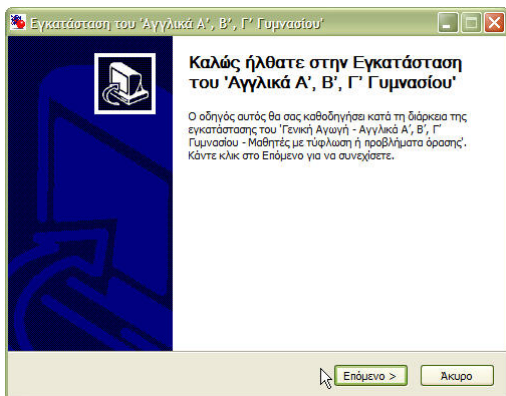 Εγκατάσταση του 'Αγγλικά Α', Β', Γ' Γυμνασίου'
Καλώς ήλθατε στην Εγκατάσταση
του 'Αγγλικά Α', Β', Γ' Γυμνασίου'
Ο οδηγός αυτός θα σας καθοδηγήσει κατά τη διάρκεια της
εγκατάστασης του 'Γενική Αγωγή - Αγγλικά Α', Β', Γ'
Γυμνασίου - Μαθητές με τύφλωση ή προβλήματα όρασης'.
Κάντε κλικ στο Επόμενο για να συνεχίσετε.
Επόμενο >
Άκυρο